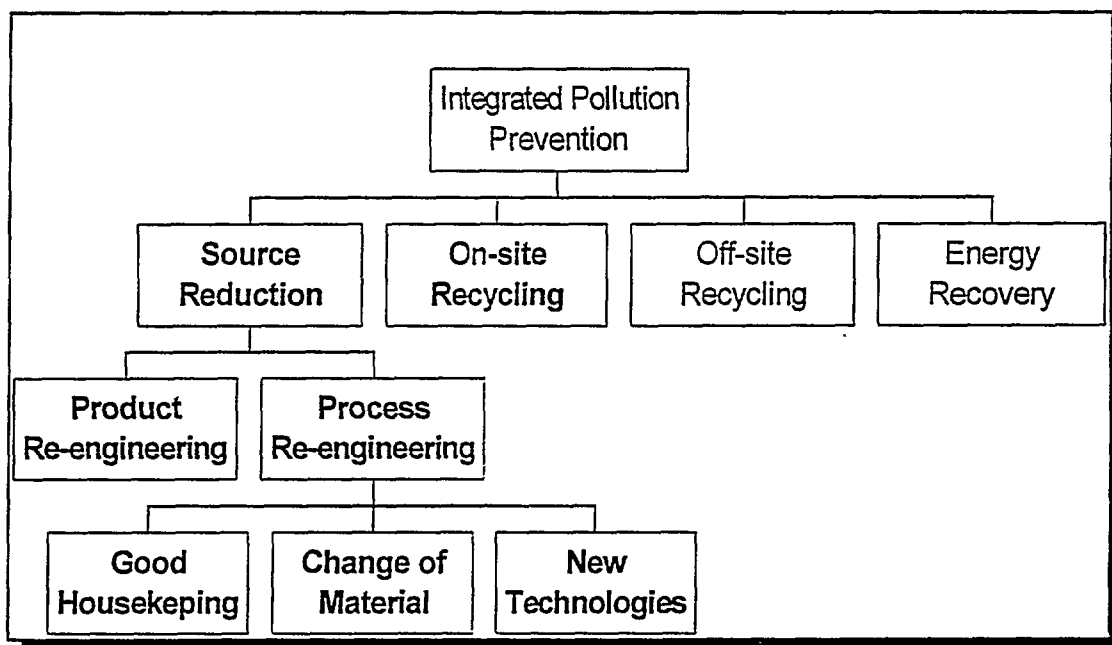 Integrated Pollution
Prevention
Source
Reduction
On-site
Recycling
Off-site
Recycling
Energy
Recovery
Product
Re-engineering
Process
Re-engineering
Good
Housekeping
Change of
Material
New
Technologies